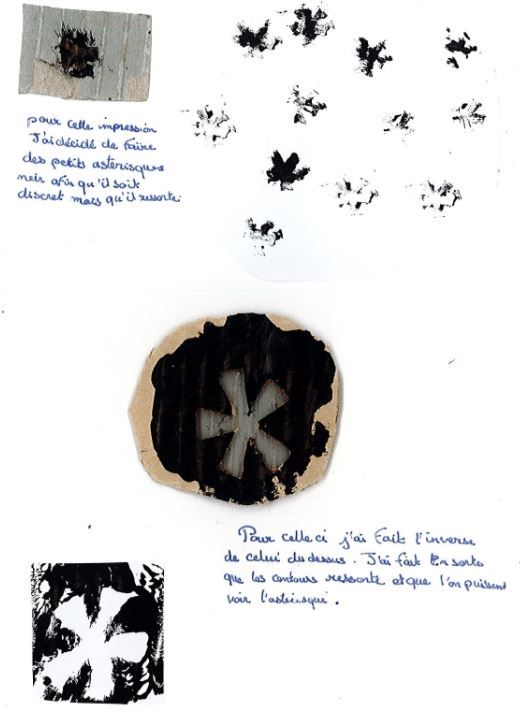 pour cette impression
J'ai décidé de faire
des petits astérisques
noir afin qu'il soit
discret mais qu'il ressorte.
Pour celle ci j'ai fait l'inverse
de celui du dessus. J'ai fait en sorte
que les contours ressorte et que l'on puissent
voir l'astérisque.